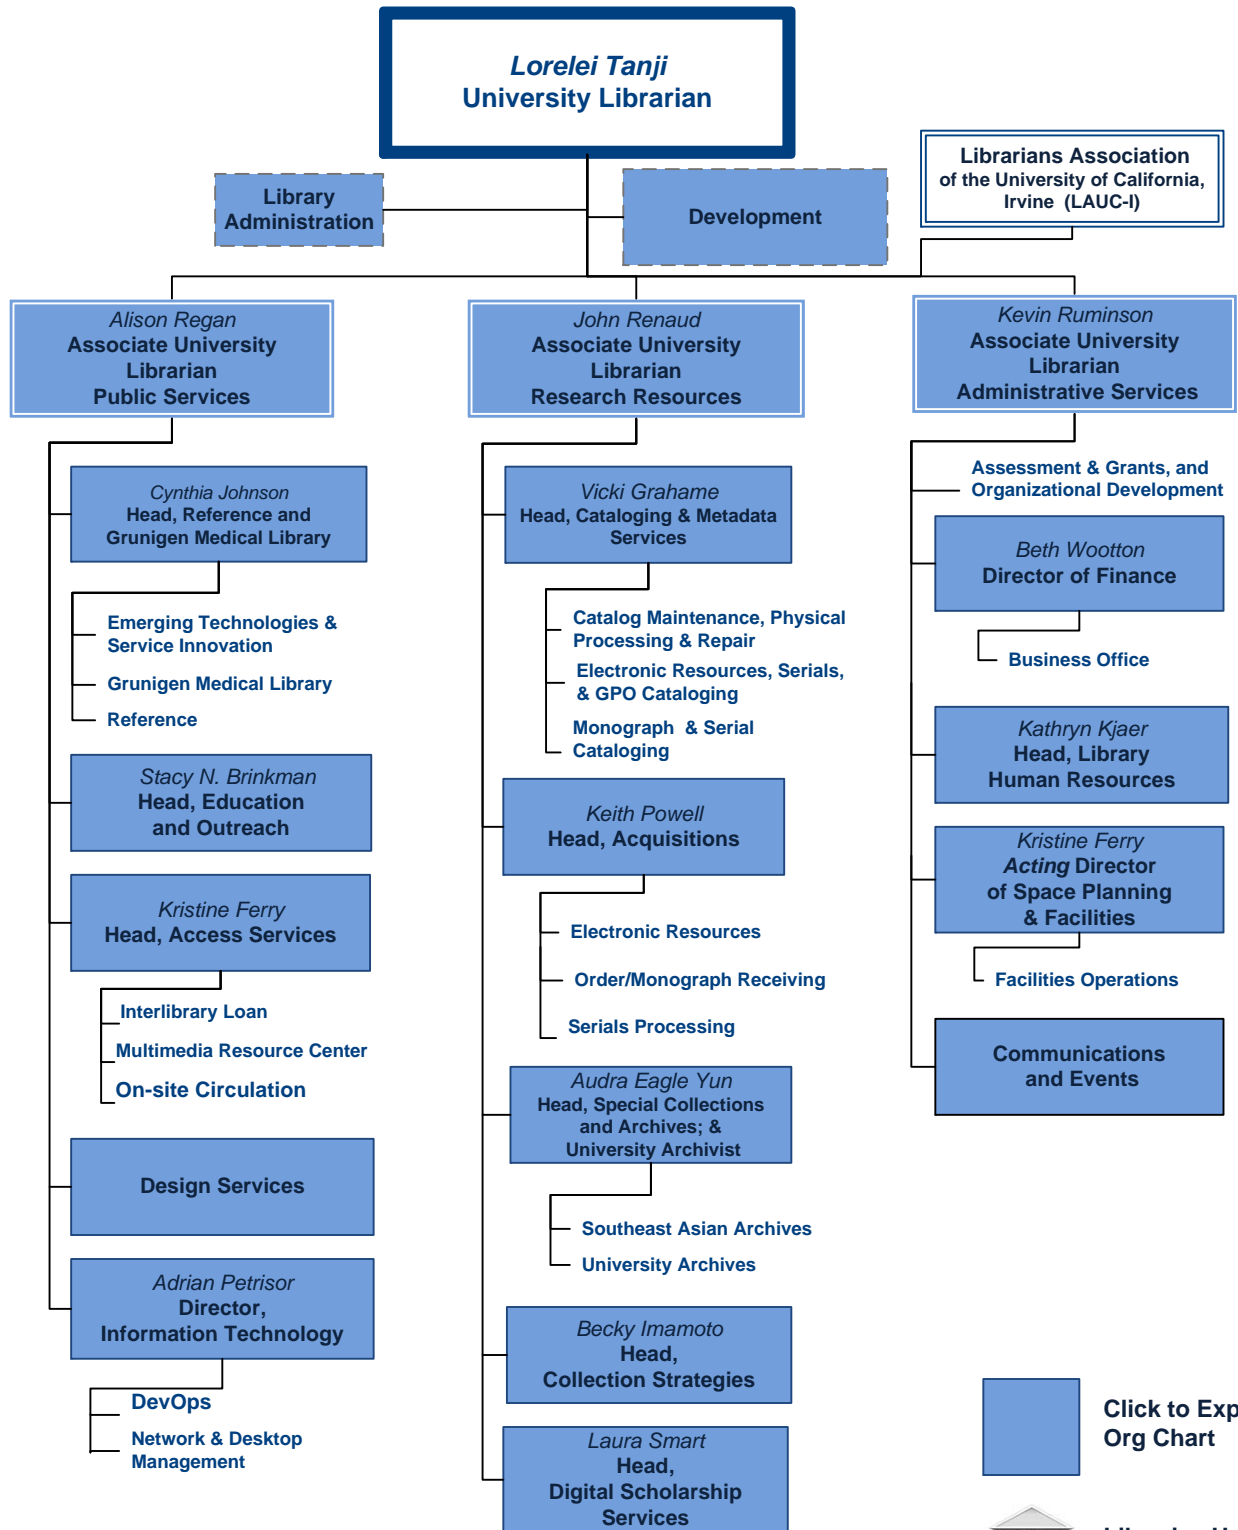 Lorelei Tanji
University Librarian
Library
Administration
Development
Librarians Association
of the University of California,
Irvine (LAUC-I)
Alison Regan
Associate University
Librarian
Public Services
Cynthia Johnson
Head, Reference and
Grunigen Medical Library
Emerging Technologies &
Service Innovation
Grunigen Medical Library
Reference
Stacy N. Brinkman
Head, Education
and Outreach
Kristine Ferry
Head, Access Services
Interlibrary Loan
Multimedia Resource Center
On-site Circulation
Design Services
Adrian Petrisor
Director,
Information Technology
DevOps
Network & Desktop
Management
John Renaud
Associate University
Librarian
Research Resources
Vicki Grahame
Head, Cataloging & Metadata
Services
Catalog Maintenance, Physical
Processing & Repair
Electronic Resources, Serials,
& GPO Cataloging
Monograph & Serial
Cataloging
Keith Powell
Head, Acquisitions
Electronic Resources
Order/Monograph Receiving
Serials Processing
Audra Eagle Yun
Head, Special Collections
and Archives; &
University Archivist
Southeast Asian Archives
University Archives
Becky Imamoto
Head,
Collection Strategies
Laura Smart
Head,
Digital Scholarship
Services
Kevin Ruminson
Associate University
Librarian
Administrative Services
Assessment & Grants, and
Organizational Development
Beth Wootton
Director of Finance
Business Office
Kathryn Kjaer
Head, Library
Human Resources
Kristine Ferry
Acting Director
of Space Planning
& Facilities
Facilities Operations
Communications
and Events
Click to Exp
Org Chart